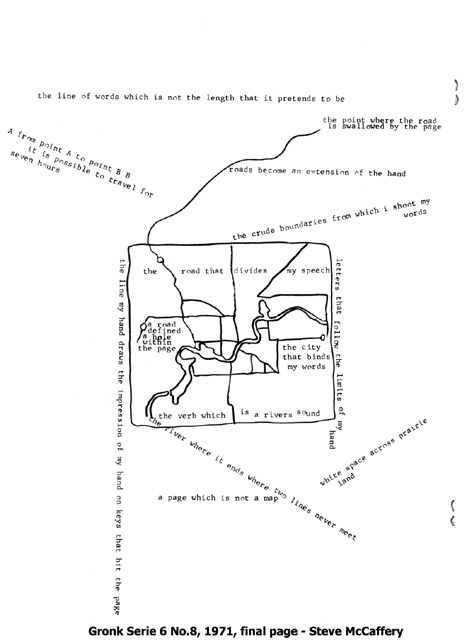 the line of words which is not the length that it pretends to be
the point where the road
is swallowed by the page
A from point A to point B B
it is possible to travel for
seven hours
roads become an extension of the hand
the crude boundaries from which i shoot my
words
the road that divides my speech
the line my hand draws the impression of my hand on keys that hit the page
letters that follow the limits of my
hand
a road
defined
a hole
within
the page
the city
that binds
my words
the verb which is a rivers sound
the river where it ends where two lines never meet
white space across prairie
land
a page which is not a map
Gronk Serie 6 No.8, 1971, final page - Steve McCaffery